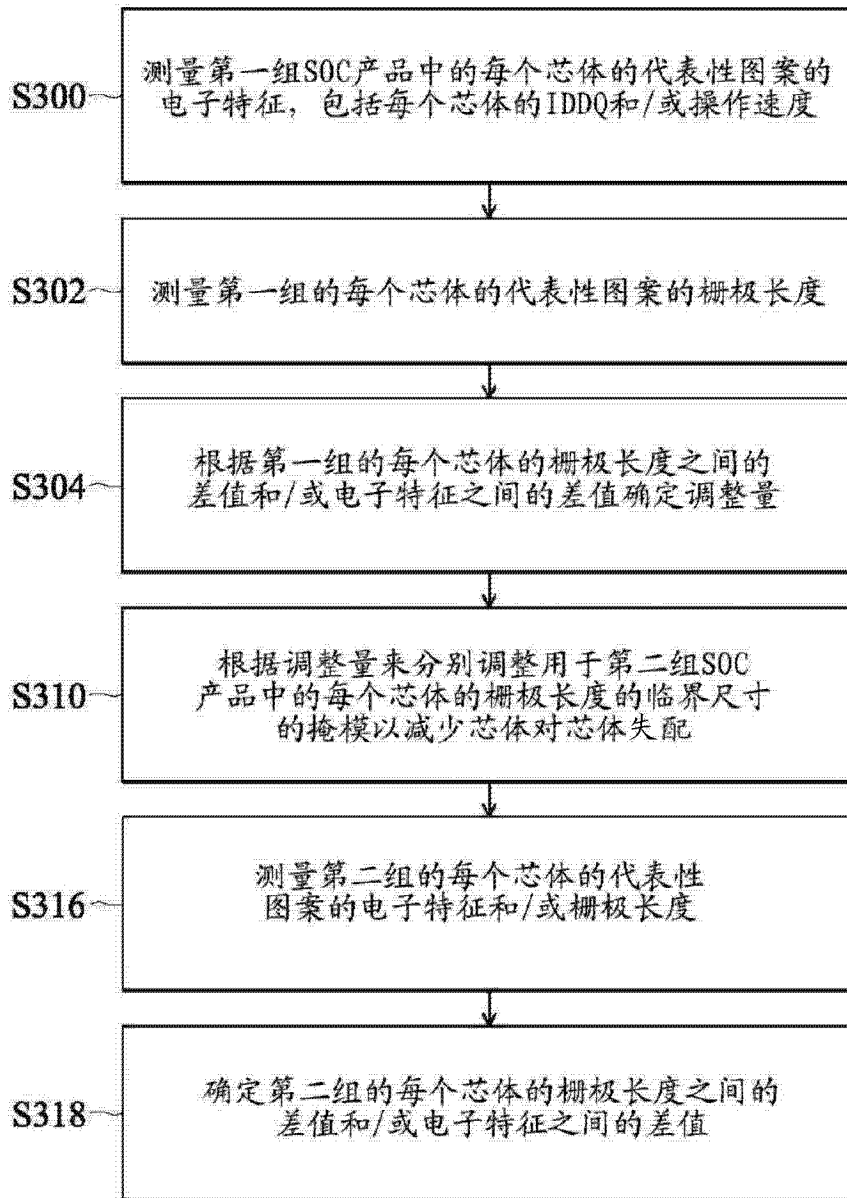 S300
测量第一组SOC产品中的每个芯体的代表性图案的
电子特征，包括每个芯体的IDDQ和/或操作速度
S302
测量第一组的每个芯体的代表性图案的栅极长度
S304
根据第一组的每个芯体的栅极长度之间的
差值和/或电子特征之间的差值确定调整量
S310
根据调整量来分别调整用于第二组SOC
产品中的每个芯体的栅极长度的临界尺寸
的掩模以减少芯体对芯体失配
S316
测量第二组的每个芯体的代表性
图案的电子特征和/或栅极长度
S318
确定第二组的每个芯体的栅极长度之间的
差值和/或电子特征之间的差值